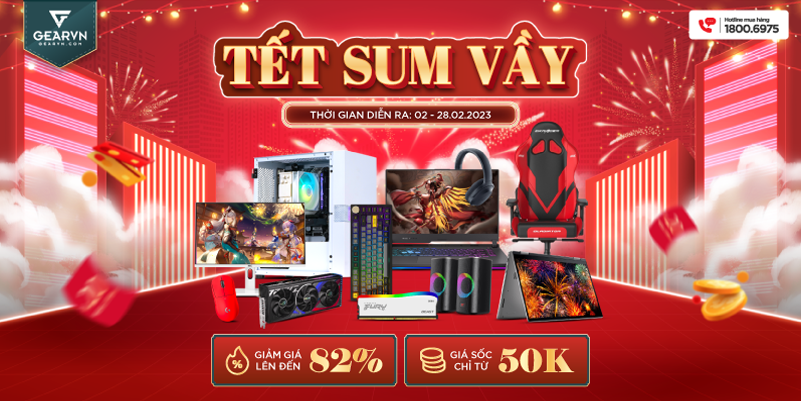 GEARVN
GEARVN.COM
Hotline mua hàng
1800.6975
TẾT SUM VẦY
THỜI GIAN DIỄN RA: 02 - 28.02.2023
FURY
%
GIẢM GIÁ
LÊN ĐẾN
82%
GIÁ SỐC
CHỈ TỪ
50K